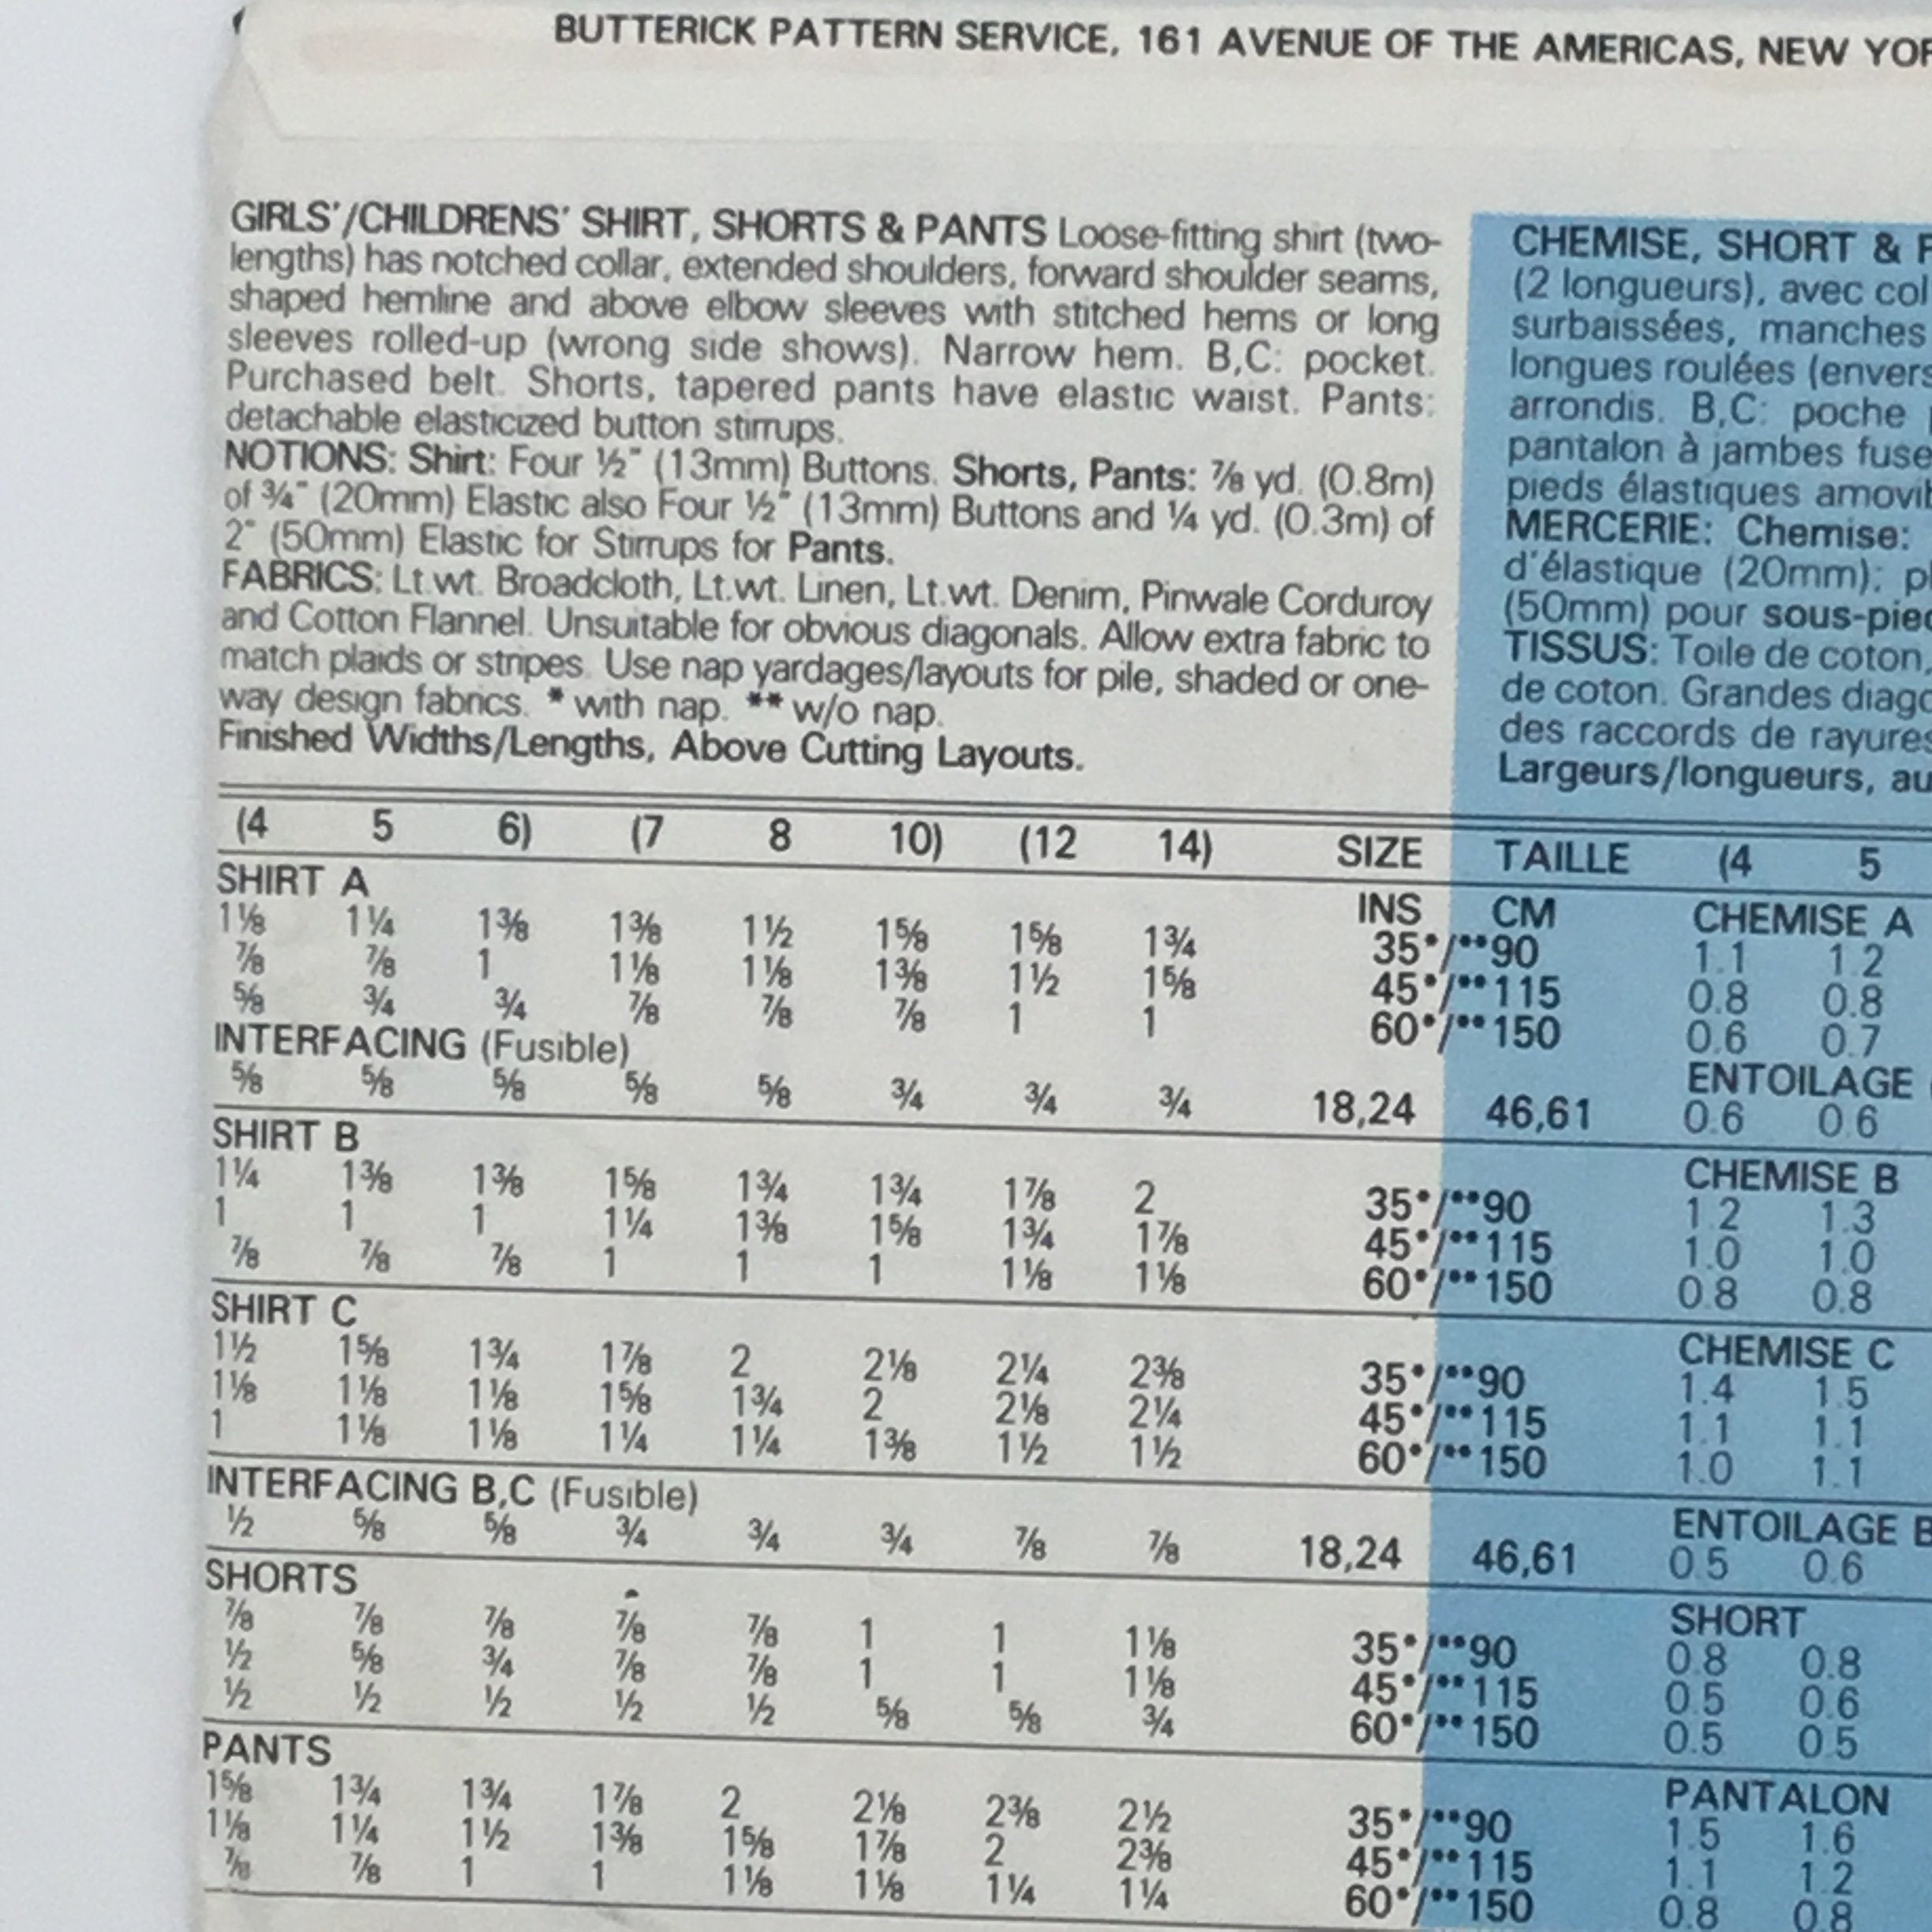 BUTTERICK PATTERN SERVICE, 161 AVENUE OF THE AMERICAS, NEW YOR
GIRLS'/CHILDRENS' SHIRT, SHORTS & PANTS Loose-fitting shirt (two-
lengths) has notched collar, extended shoulders, forward shoulder seams,
shaped hemline and above elbow sleeves with stitched hems or long
sleeves rolled-up (wrong side shows). Narrow hem. B,C: pocket.
Purchased belt. Shorts, tapered pants have elastic waist. Pants:
detachable elasticized button stirrups.
NOTIONS: Shirt: Four ½" (13mm) Buttons. Shorts, Pants: ⅞ yd. (0.8m)
of ¾" (20mm) Elastic also Four ½" (13mm) Buttons and ¼ yd. (0.3m) of
2" (50mm) Elastic for Stirrups for Pants.
FABRICS: Lt.wt. Broadcloth, Lt.wt. Linen, Lt.wt. Denim, Pinwale Corduroy
and Cotton Flannel. Unsuitable for obvious diagonals. Allow extra fabric to
match plaids or stripes. Use nap yardages/layouts for pile, shaded or one-
way design fabrics. * with nap. ** w/o nap.
Finished Widths/Lengths, Above Cutting Layouts.
CHEMISE, SHORT & P
(2 longueurs), avec col
surbaissées, manches
longues roulées (envers
arrondis. B,C: poche
pantalon à jambes fuse
pieds élastiques amovib
MERCERIE: Chemise:
d'élastique (20mm); pl
(50mm) pour sous-pied
TISSUS: Toile de coton,
de coton. Grandes diago
des raccords de rayures
Largeurs/longueurs, au
(4 5 6) (7 8 10) (12 14) SIZE TAILLE (4 5
SHIRT A INS CM CHEMISE A
1⅛ 1¼ 1⅜ 1⅜ 1½ 1⅝ 1⅝ 1¾ 35*/**90 1.1 1.2
⅞ ⅞ 1 1⅛ 1⅛ 1⅜ 1½ 1⅝ 45*/**115 0.8 0.8
⅝ ¾ ¾ ⅞ ⅞ ⅞ 1 1 60*/**150 0.6 0.7
INTERFACING (Fusible) ENTOILAGE
⅝ ⅝ ⅝ ⅝ ⅝ ¾ ¾ ¾ 18,24 46,61 0.6 0.6
SHIRT B CHEMISE B
1¼ 1⅜ 1⅜ 1⅝ 1¾ 1¾ 1⅞ 2 35*/**90 1.2 1.3
1 1 1 1¼ 1⅜ 1⅝ 1¾ 1⅞ 45*/**115 1.0 1.0
⅞ ⅞ ⅞ 1 1 1 1⅛ 1⅛ 60*/**150 0.8 0.8
SHIRT C CHEMISE C
1½ 1⅝ 1¾ 1⅞ 2 2⅛ 2¼ 2⅜ 35*/**90 1.4 1.5
1⅛ 1⅛ 1⅛ 1⅝ 1¾ 2 2⅛ 2¼ 45*/**115 1.1 1.1
1 1⅛ 1⅛ 1¼ 1¼ 1⅜ 1½ 1½ 60*/**150 1.0 1.1
INTERFACING B,C (Fusible) ENTOILAGE B
½ ⅝ ⅝ ¾ ¾ ¾ ⅞ ⅞ 18,24 46,61 0.5 0.6
SHORTS SHORT
⅞ ⅞ ⅞ ⅞ ⅞ 1 1 1⅛ 35*/**90 0.8 0.8
½ ⅝ ¾ ⅞ ⅞ 1 1 1⅛ 45*/**115 0.5 0.6
½ ½ ½ ½ ½ ⅝ ⅝ ¾ 60*/**150 0.5 0.5
PANTS PANTALON
1⅝ 1¾ 1¾ 1⅞ 2 2⅛ 2⅜ 2½ 35*/**90 1.5 1.6
1⅛ 1¼ 1½ 1⅜ 1⅝ 1⅞ 2 2⅜ 45*/**115 1.1 1.2
⅞ ⅞ 1 1 1⅛ 1⅛ 1¼ 1¼ 60*/**150 0.8 0.8